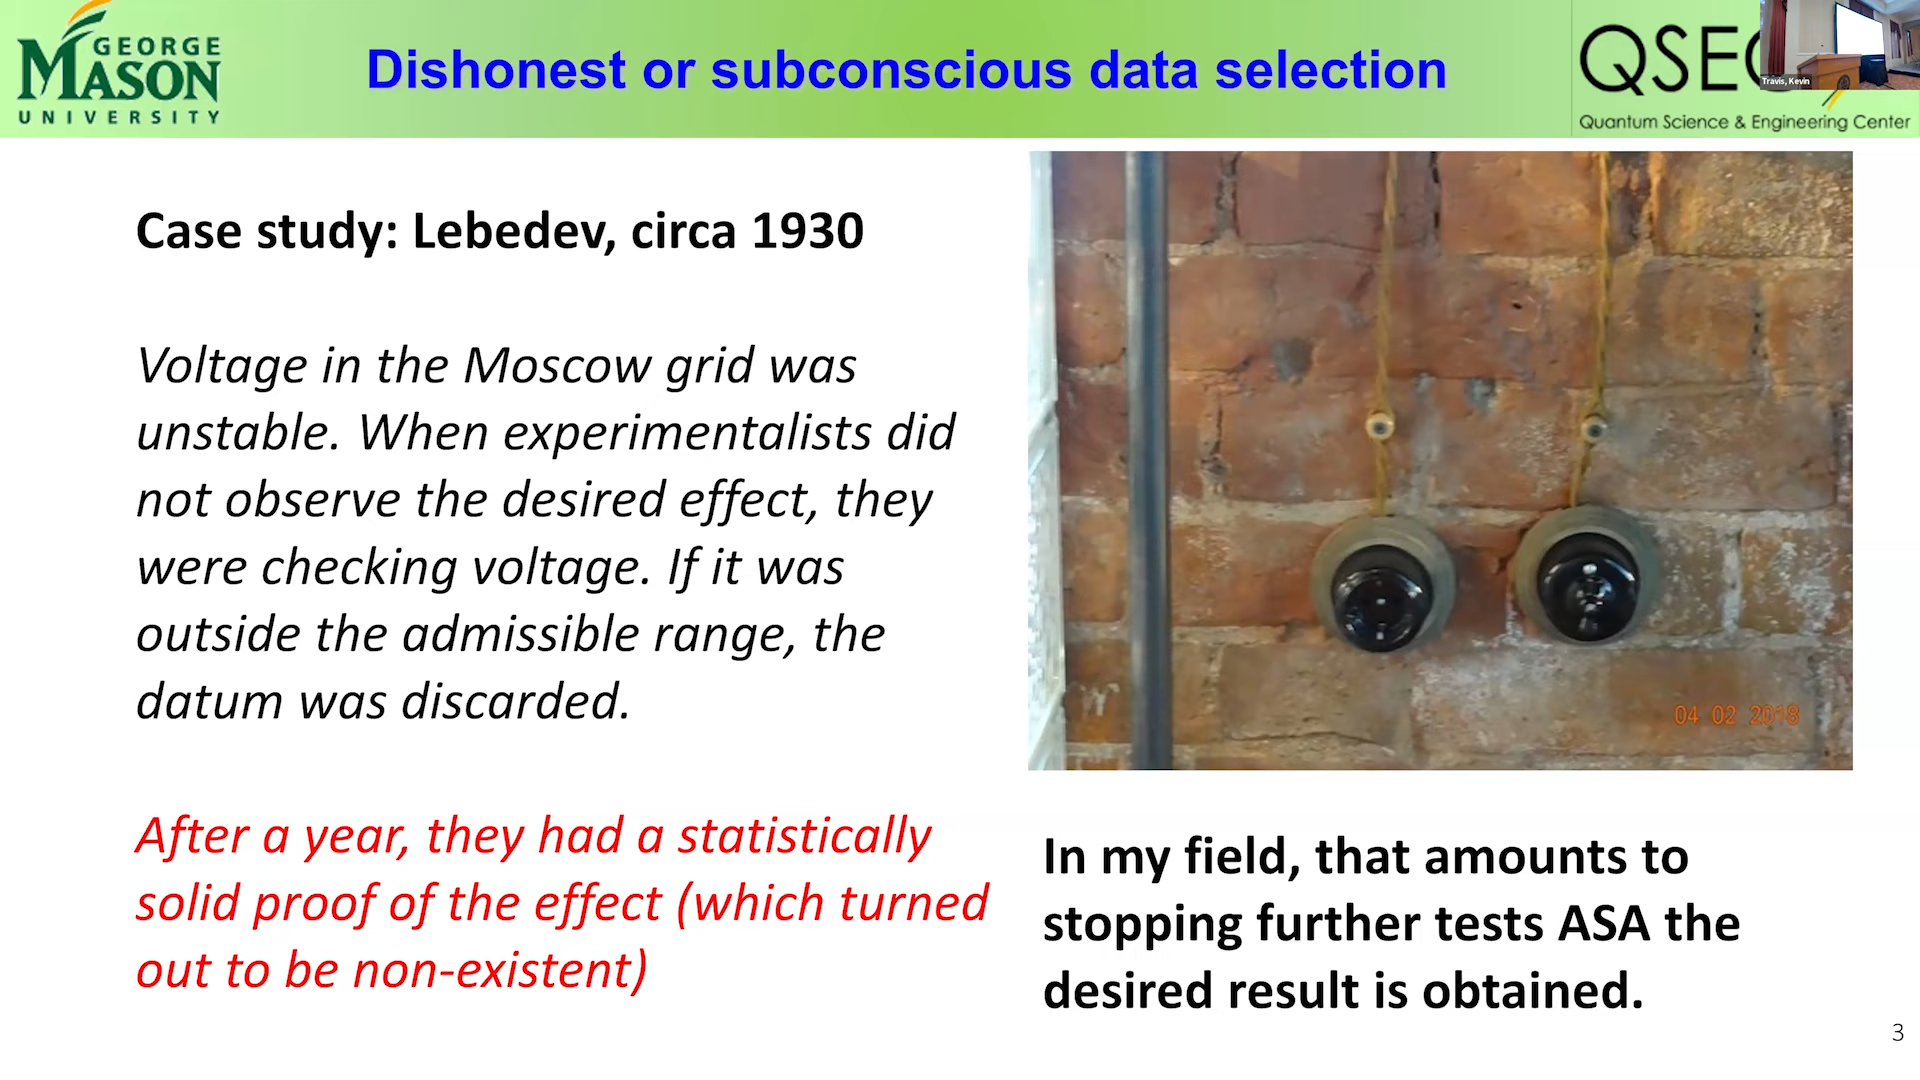 GEORGE
MASON
UNIVERSITY
Dishonest or subconscious data selection
Quantum Science & Engineering Center
Travis, Kevin
Case study: Lebedev, circa 1930
Voltage in the Moscow grid was
unstable. When experimentalists did
not observe the desired effect, they
were checking voltage. If it was
outside the admissible range, the
datum was discarded.
After a year, they had a statistically
solid proof of the effect (which turned
out to be non-existent)
04 02 2018
In my field, that amounts to
stopping further tests ASA the
desired result is obtained.
3